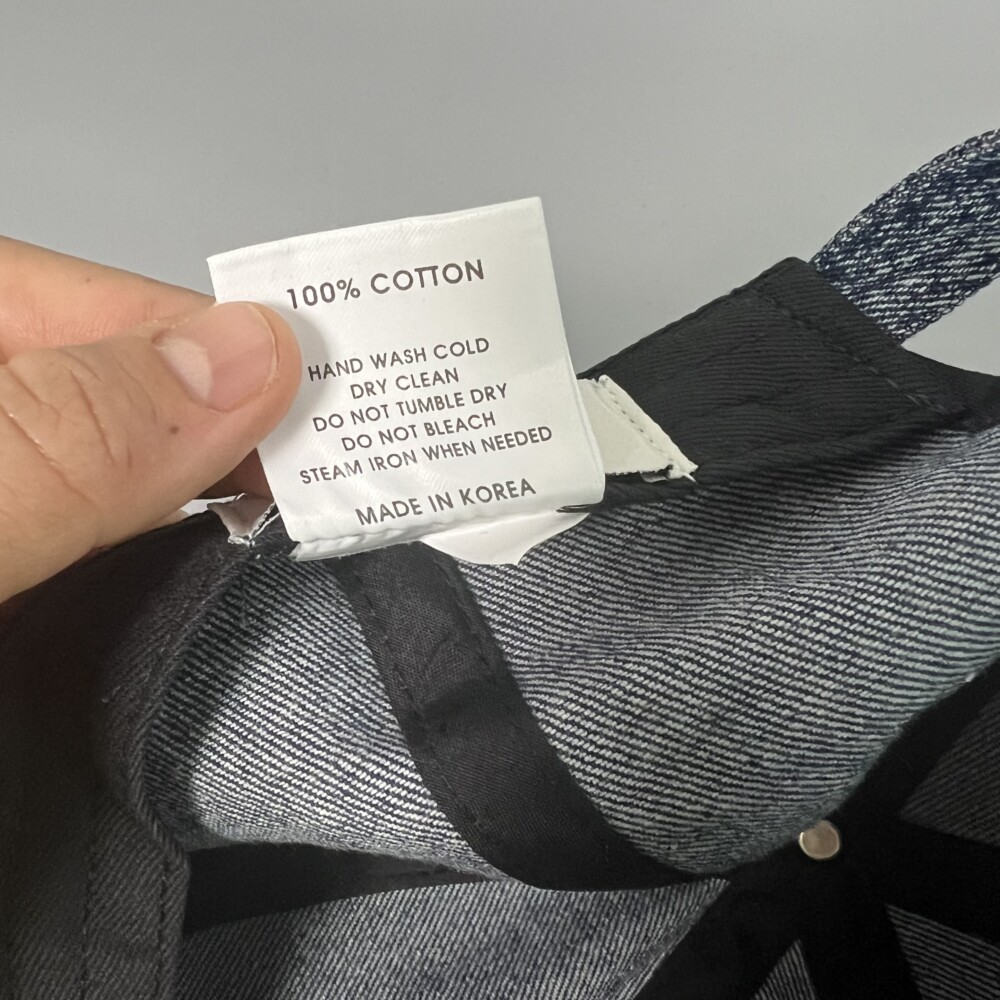 100% COTTON
HAND WASH COLD
DRY CLEAN
DO NOT TUMBLE DRY
DO NOT BLEACH
STEAM IRON WHEN NEEDED
MADE IN KOREA